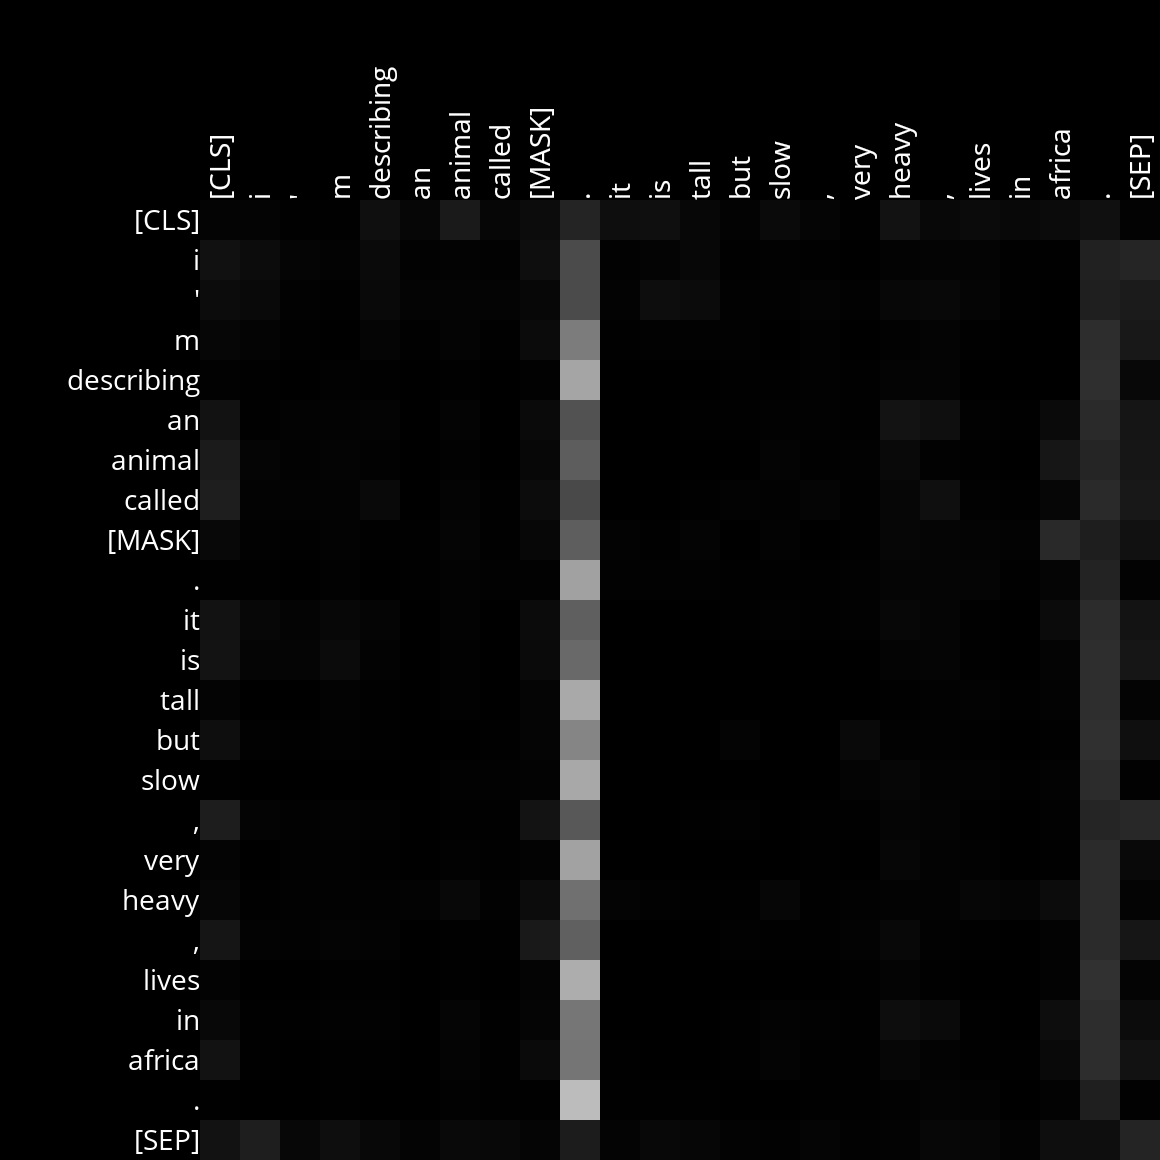 [CLS] i ' m describing an animal called [MASK] . it is tall but slow , very heavy , lives in africa . [SEP]
[CLS]
i
'
m
describing
an
animal
called
[MASK]
.
it
is
tall
but
slow
,
very
heavy
,
lives
in
africa
.
[SEP]